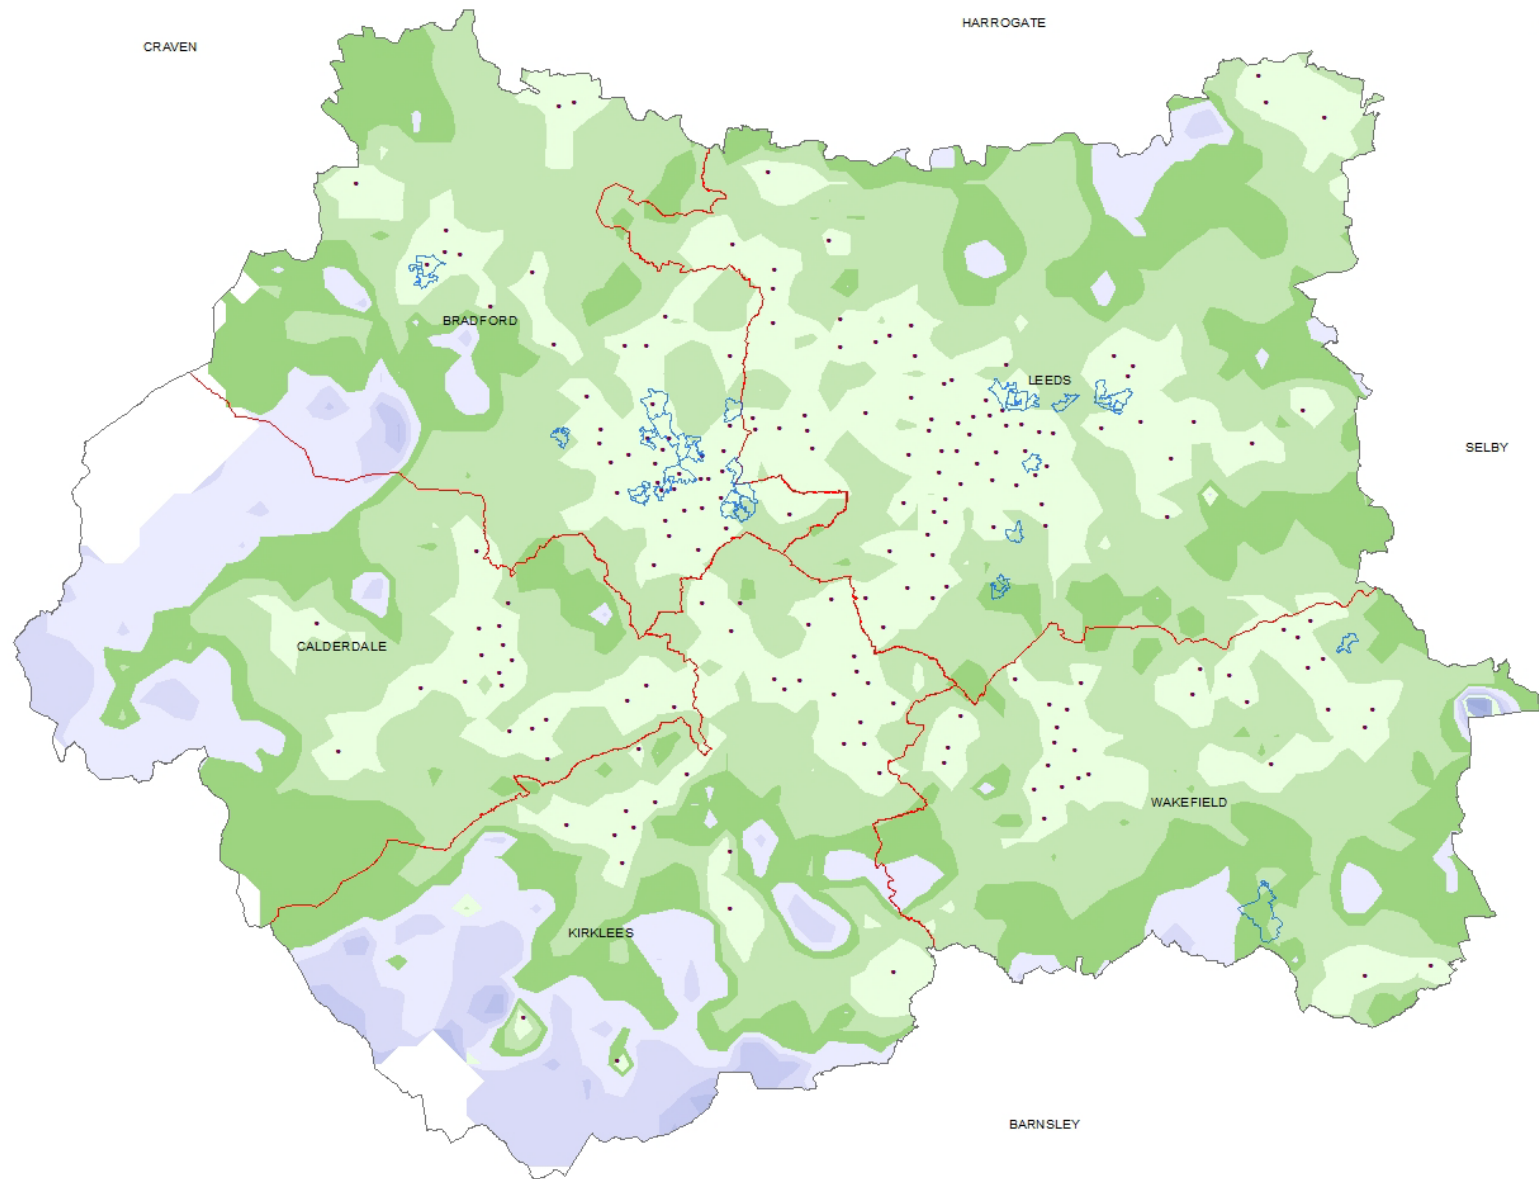 HARROGATE
CRAVEN
BRADFORD
LEEDS
SELBY
CALDERDALE
WAKEFIELD
KIRKLEES
BARNSLEY